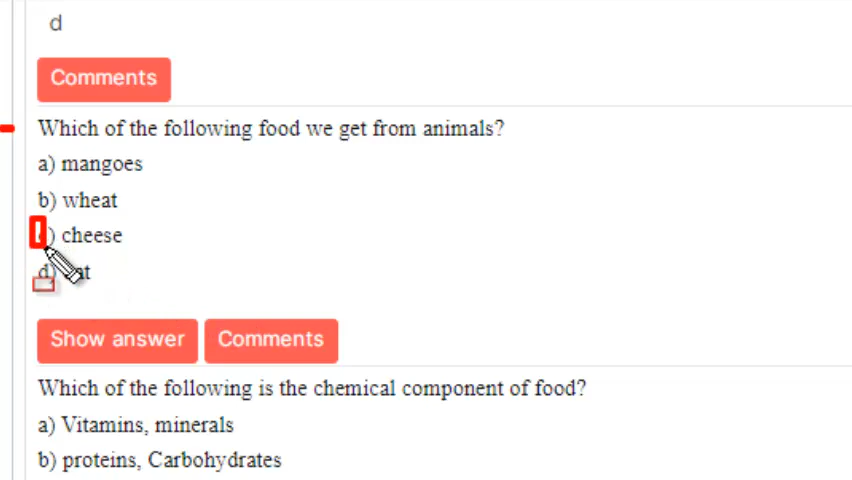 d
Comments
Which of the following food we get from animals?
a) mangoes
b) wheat
) cheese
d)
Show answer Comments
Which of the following is the chemical component of food?
a) Vitamins, minerals
b) proteins, Carbohydrates